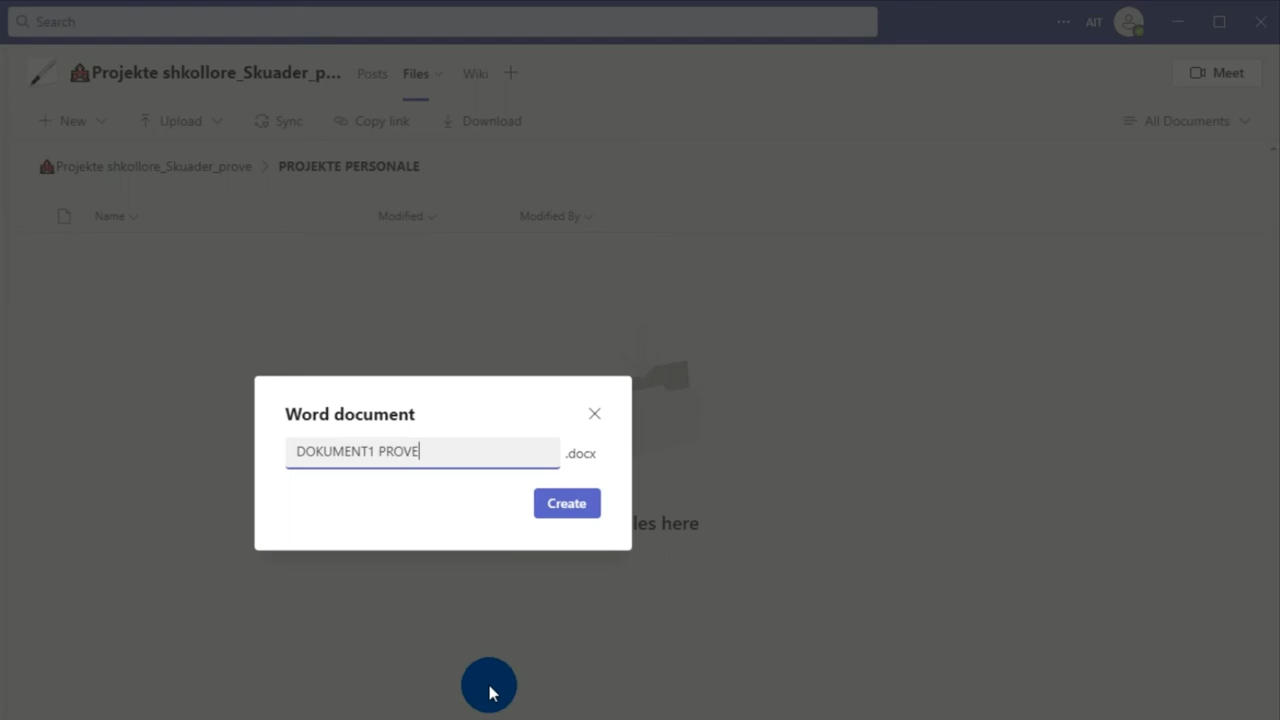 Search
AIT
Projekte shkollore_Skuader_p...
Posts
Files
Wiki
Meet
New
Upload
Sync
Copy link
Download
All Documents
Projekte shkollore_Skuader_prove
PROJEKTE PERSONALE
Name
Modified
Modified By
Word document
DOKUMENT1 PROVE
.docx
Create
les here